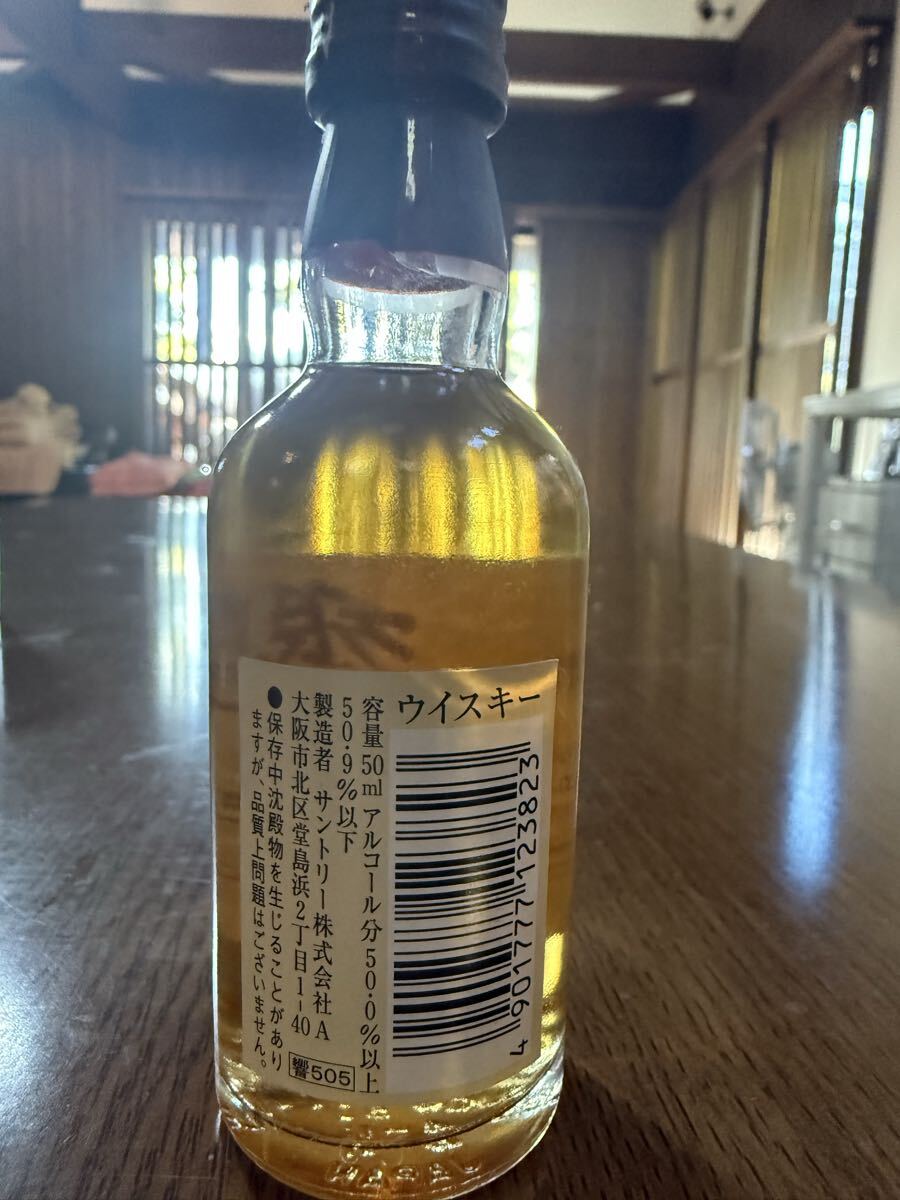 ウイスキー
容量50ml アルコール分50.0%以上
50.9%以下
製造者 サントリー株式会社A
大阪市北区堂島浜2丁目1-40
●保存中沈殿物を生じることがあり
ますが、品質上問題はございません。
響505
4901777123823